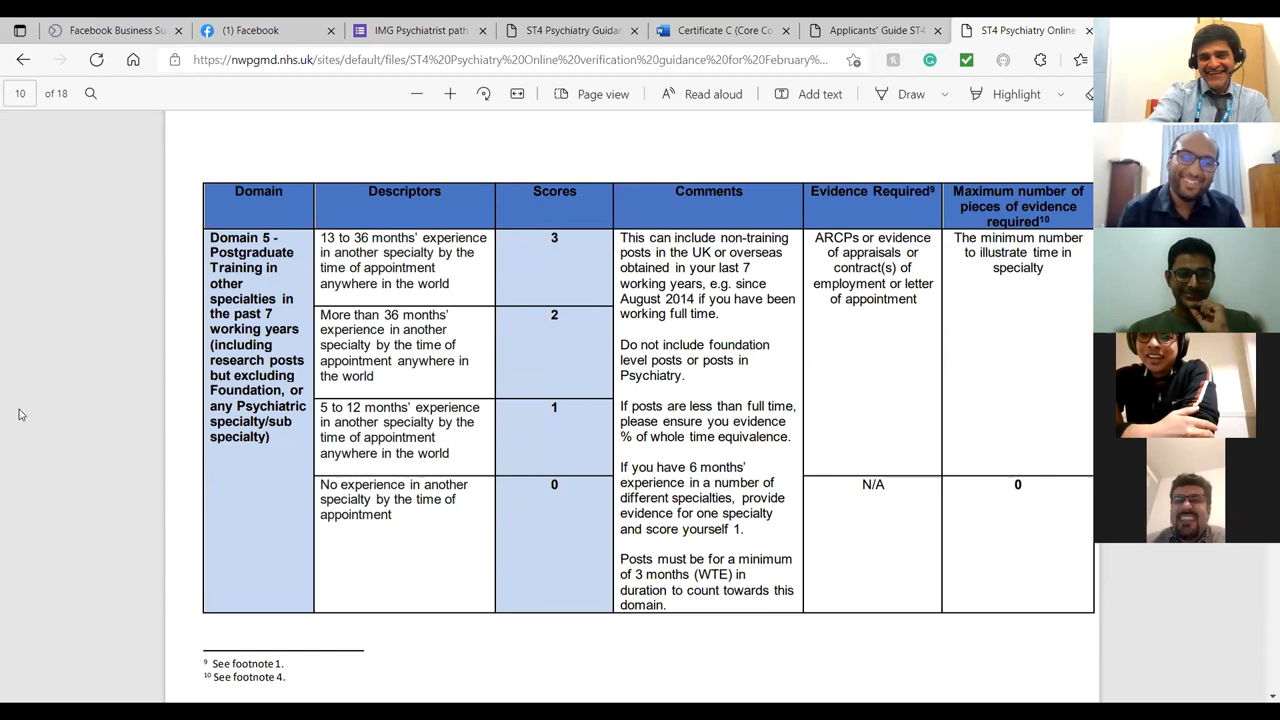 Facebook Business Su
(1) Facebook
IMG Psychiatrist path
ST4 Psychiatry Guidan
Certificate C (Core Co
Applicants' Guide ST4
ST4 Psychiatry Online
https://nwpgmd.nhs.uk/sites/default/files/ST4%20Psychiatry%20Online%20verification%20guidance%20for%20February%...
10 of 18
Page view
Read aloud
Add text
Draw
Highlight
Domain
Descriptors
Scores
Comments
Evidence Required9
Maximum number of
pieces of evidence
required10
Domain 5 -
Postgraduate
Training in
other
specialties in
the past 7
working years
(including
research posts
but excluding
Foundation, or
any Psychiatric
specialty/sub
specialty)
13 to 36 months' experience
in another specialty by the
time of appointment
anywhere in the world
3
More than 36 months'
experience in another
specialty by the time of
appointment anywhere in
the world
2
5 to 12 months' experience
in another specialty by the
time of appointment
anywhere in the world
1
No experience in another
specialty by the time of
appointment
0
This can include non-training
posts in the UK or overseas
obtained in your last 7
working years, e.g. since
August 2014 if you have been
working full time.
Do not include foundation
level posts or posts in
Psychiatry.
If posts are less than full time,
please ensure you evidence
% of whole time equivalence.
If you have 6 months'
experience in a number of
different specialties, provide
evidence for one specialty
and score yourself 1.
Posts must be for a minimum
of 3 months (WTE) in
duration to count towards this
domain.
ARCPs or evidence
of appraisals or
contract(s) of
employment or letter
of appointment
The minimum number
to illustrate time in
specialty
N/A
0
9 See footnote 1.
10 See footnote 4.